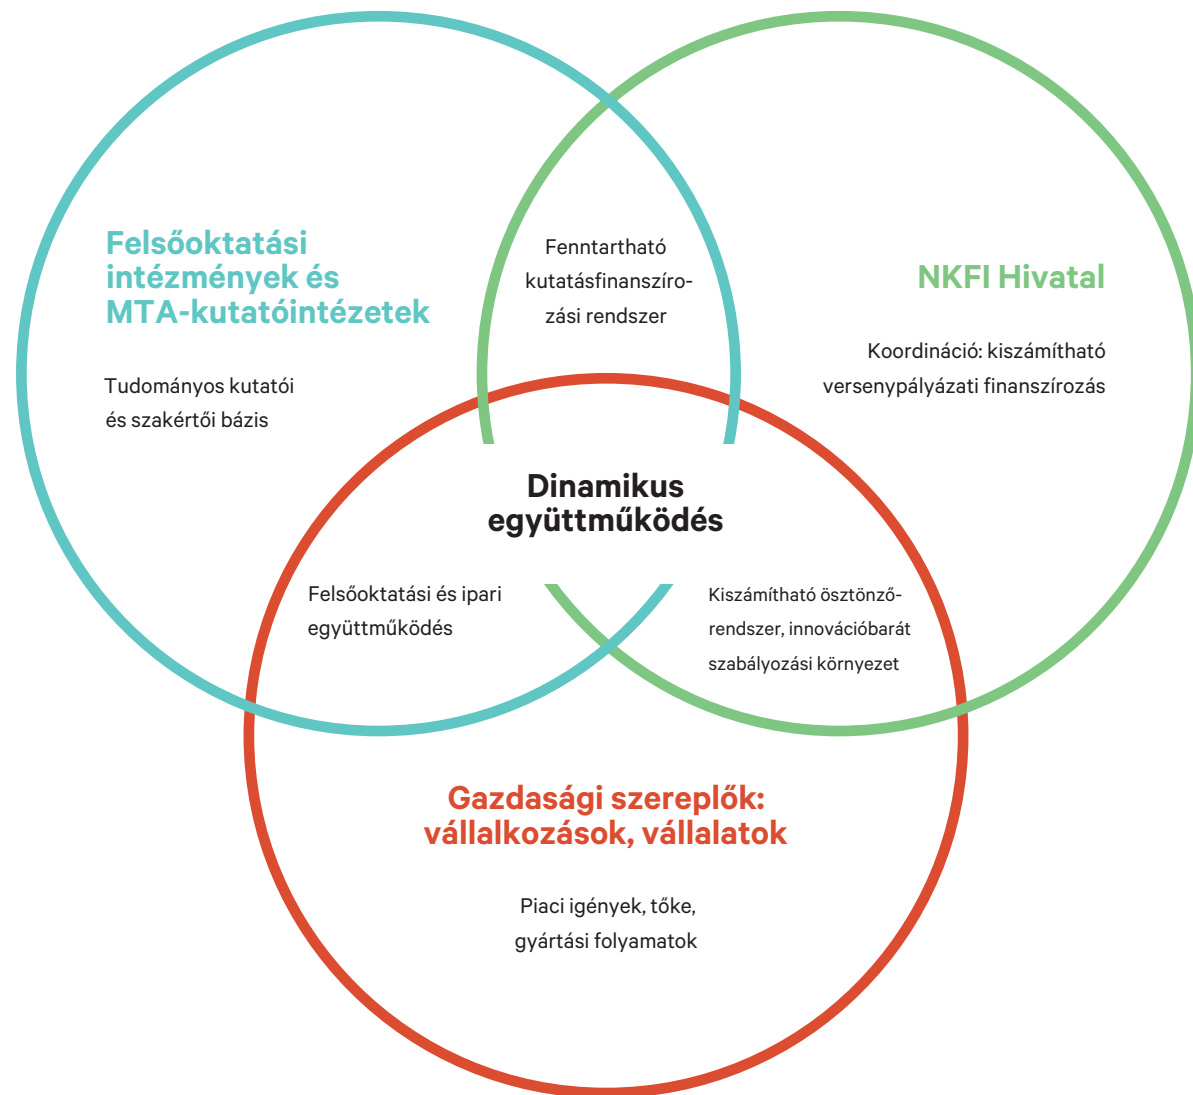 Felsőoktatási
intézmények és
MTA-kutatóintézetek
Tudományos kutatói
és szakértői bázis
Fenntartható
kutatásfinanszíro-
zási rendszer
NKFI Hivatal
Koordináció: kiszámítható
versenypályázati finanszírozás
Dinamikus
együttműködés
Felsőoktatási és ipari
együttműködés
Kiszámítható ösztönző-
rendszer, innovációbarát
szabályozási környezet
Gazdasági szereplők:
vállalkozások, vállalatok
Piaci igények, tőke,
gyártási folyamatok